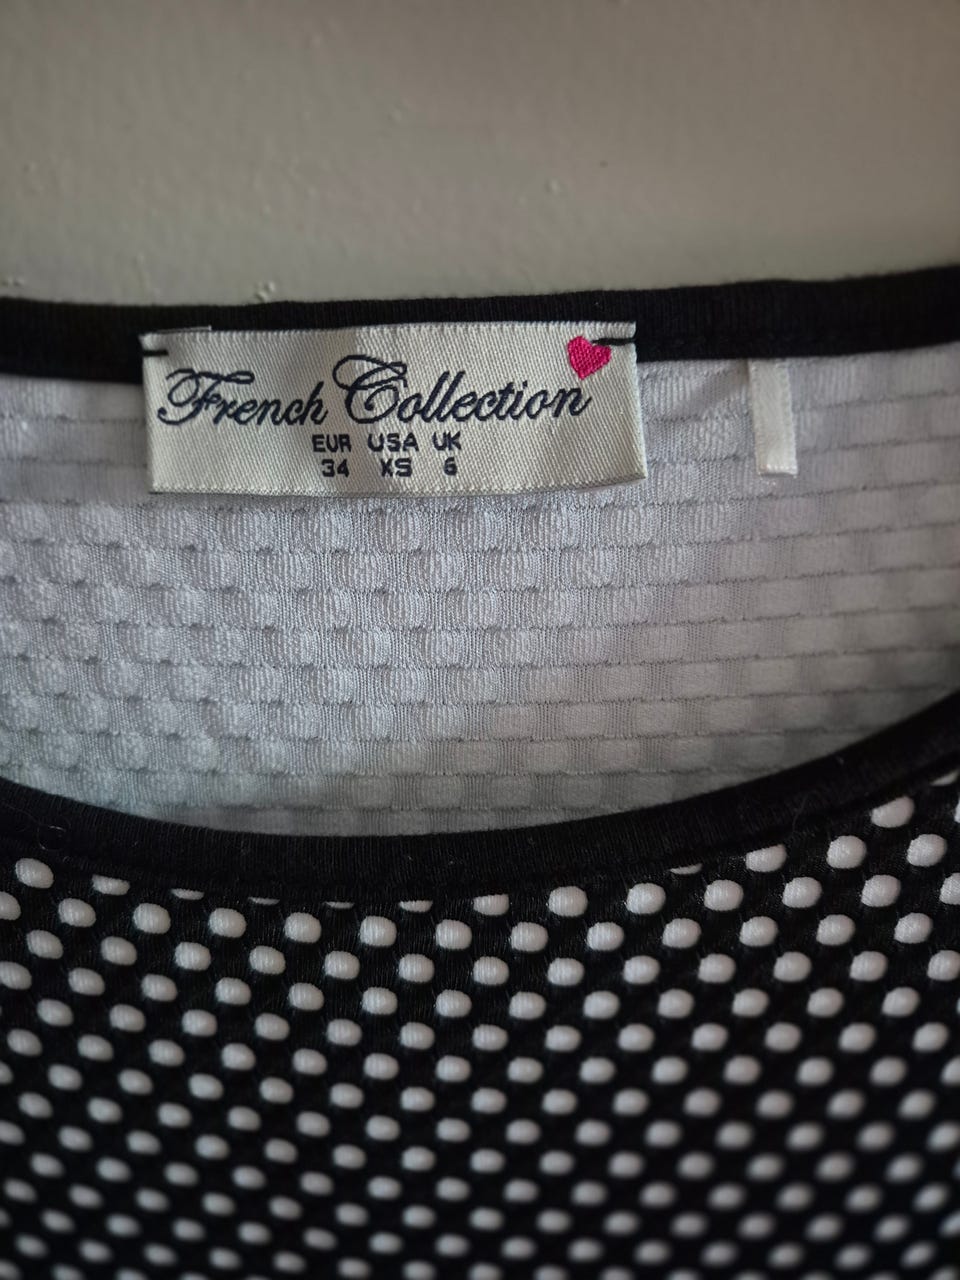 French Collection
EUR USA UK
34 XS 6